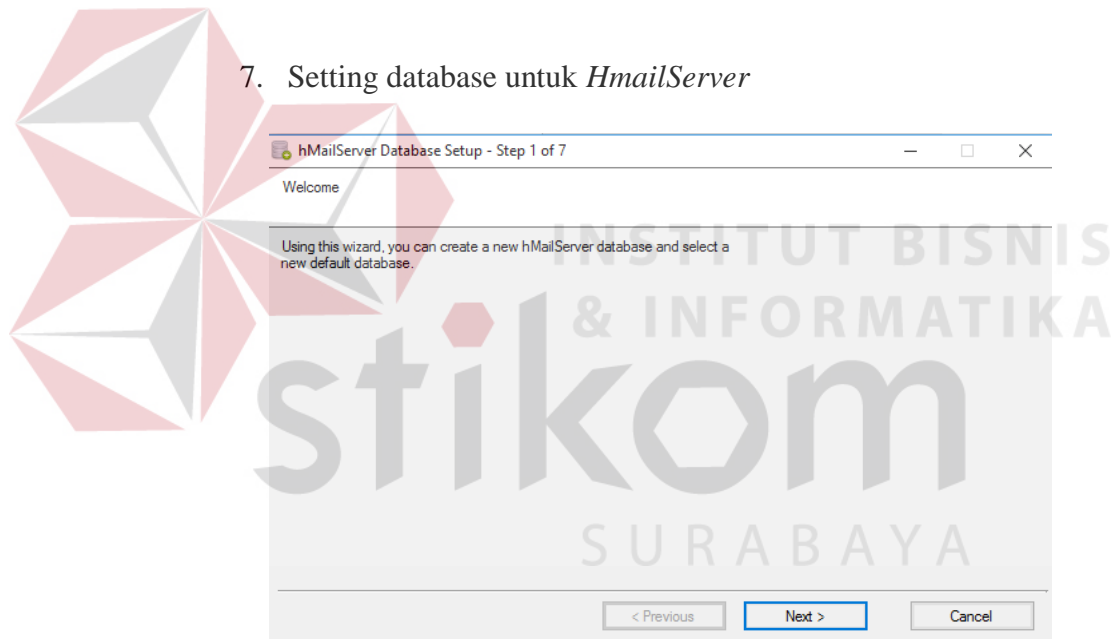 7. Setting database untuk HmailServer
hMailServer Database Setup - Step 1 of 7
Welcome
Using this wizard, you can create a new hMailServer database and select a
new default database.
INSTITUT BISNIS
& INFORMATIKA
stikom
SURABAYA
< Previous
Next >
Cancel